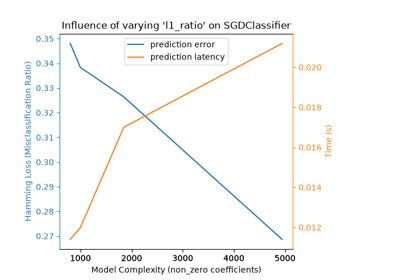 Influence of varying 'l1_ratio' on SGDClassifier
prediction error
prediction latency
Hamming Loss (Misclassification Ratio)
0.35
0.34
0.33
0.32
0.31
0.30
0.29
0.28
0.27
0.020
0.018
0.016
0.014
0.012
Time (s)
1000 2000 3000 4000 5000
Model Complexity (non_zero coefficients)